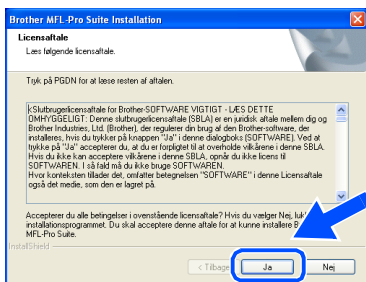 Brother MFL-Pro Suite Installation
Licensaftale
Læs følgende licensaftale.
Tryk på PGDN for at læse resten af aftalen.
<Slutbrugerlicensaftale for Brother-SOFTWARE VIGTIGT - LÆS DETTE
OMHYGGELIGT: Denne slutbrugerlicensaftale (SBLA) er en juridisk aftale mellem dig og
Brother Industries, Ltd. (Brother), der regulerer din brug af den Brother-software, der
installeres, hvis du trykker på knappen "Ja" i denne dialogboks (SOFTWARE). Ved at
trykke på "Ja" accepterer du, at du er forpligtet til at overholde vilkårene i denne SBLA.
Hvis du ikke kan acceptere vilkårene i denne SBLA, opnår du ikke licens til
SOFTWAREN. I så fald må du ikke bruge SOFTWAREN.
Hvor konteksten tillader det, omfatter betegnelsen "SOFTWARE" i denne Licensaftale
også det medie, som den er lagret på.
Accepterer du alle betingelser i ovenstående licensaftale? Hvis du vælger Nej, luk
installationsprogrammet. Du skal acceptere denne aftale for at kunne installere B
MFL-Pro Suite.
InstallShield
< Tilbage
Ja
Nej